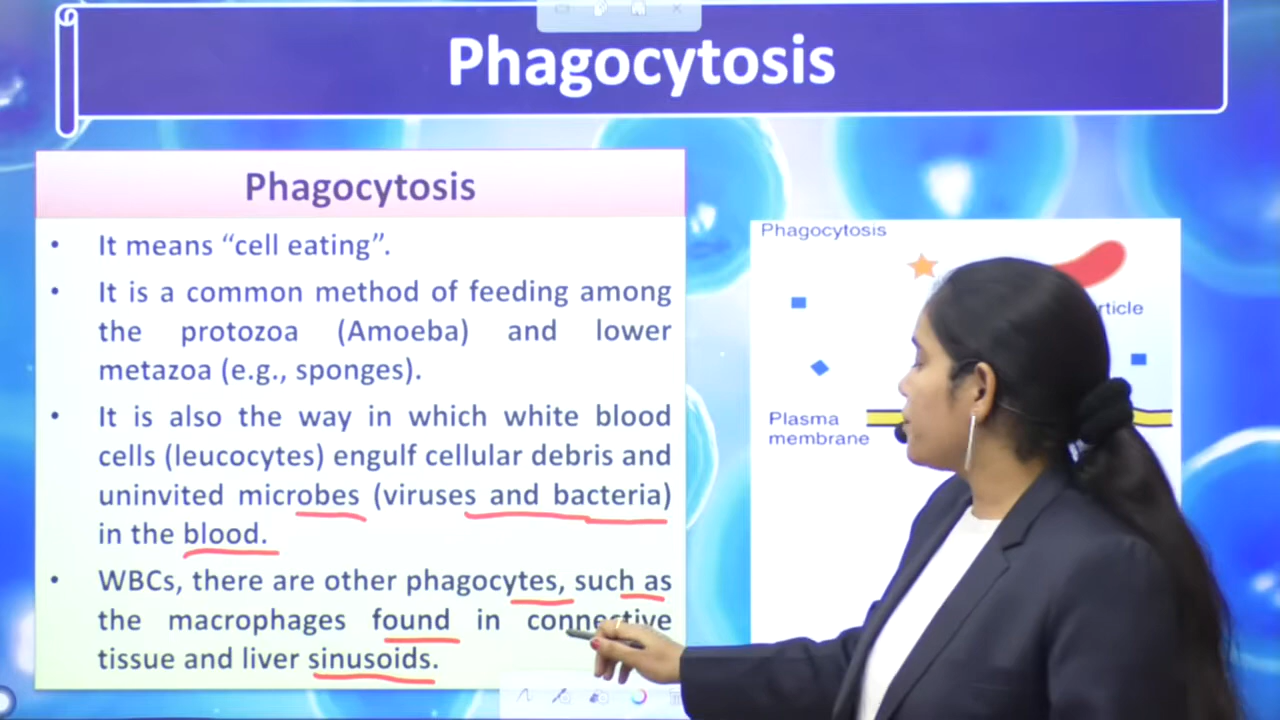 Phagocytosis
Phagocytosis
• It means “cell eating”.
• It is a common method of feeding among
the protozoa (Amoeba) and lower
metazoa (e.g., sponges).
• It is also the way in which white blood
cells (leucocytes) engulf cellular debris and
uninvited microbes (viruses and bacteria)
in the blood.
• WBCs, there are other phagocytes, such as
the macrophages found in connective
tissue and liver sinusoids.
Phagocytosis
Plasma
membrane